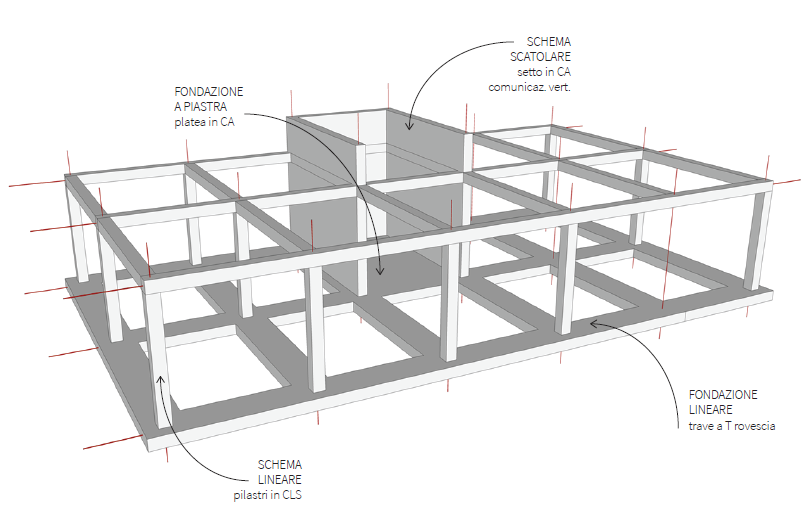 SCHEMA
SCATOLARE
setto in CA
comunicaz. vert.
FONDAZIONE
A PIASTRA
platea in CA
FONDAZIONE
LINEARE
trave a T rovescia
SCHEMA
LINEARE
pilastri in CLS